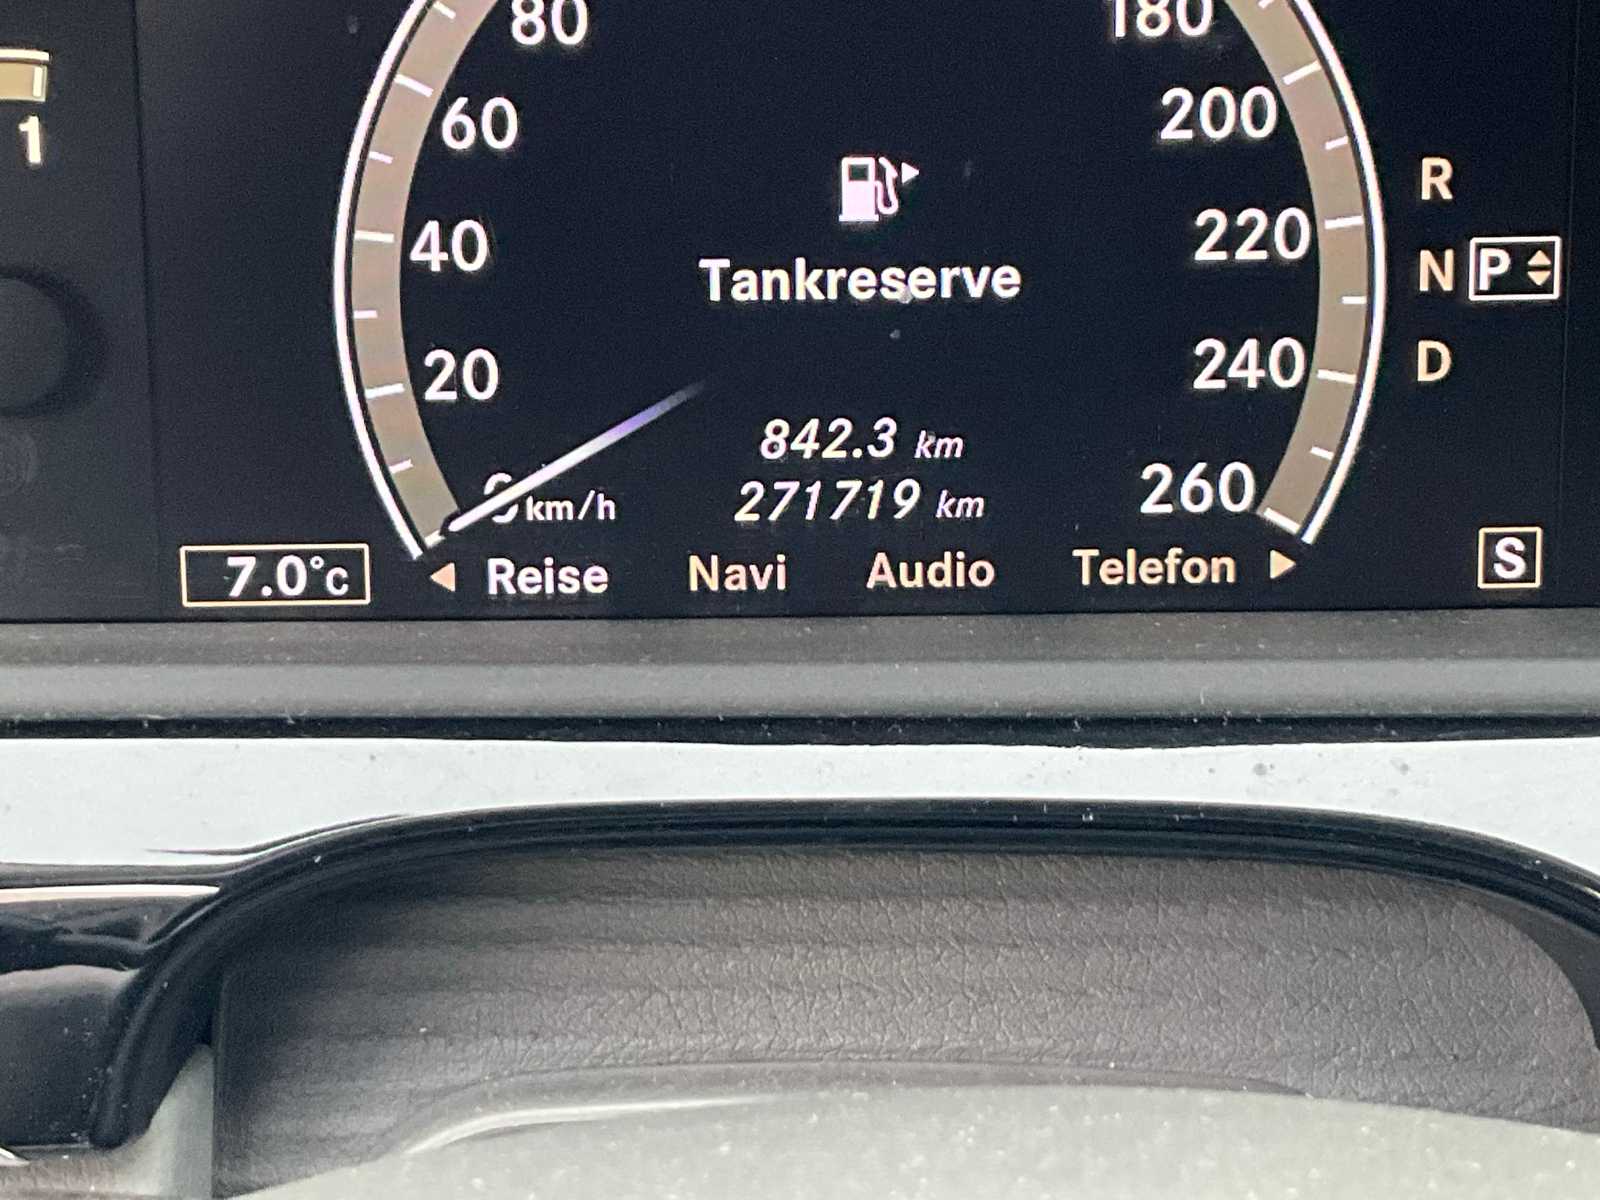 80
180
60
200
1
R
40
220
Tankreserve
N P
20
240
D
842.3 km
271719 km
0 km/h
260
7.0°C
Reise Navi Audio Telefon
S